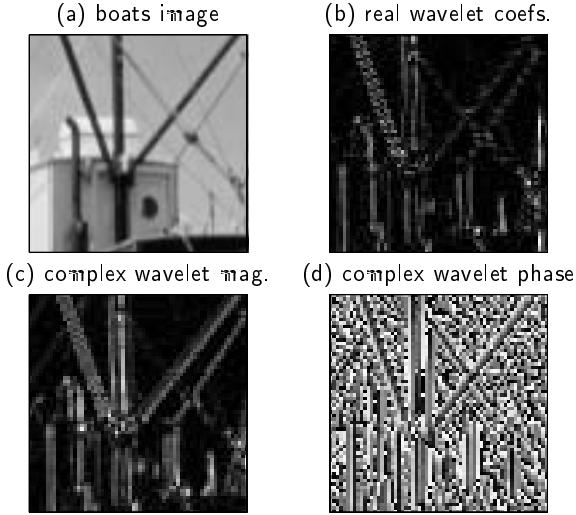 (a) boats image
(b) real wavelet coefs.
(c) complex wavelet mag.
(d) complex wavelet phase